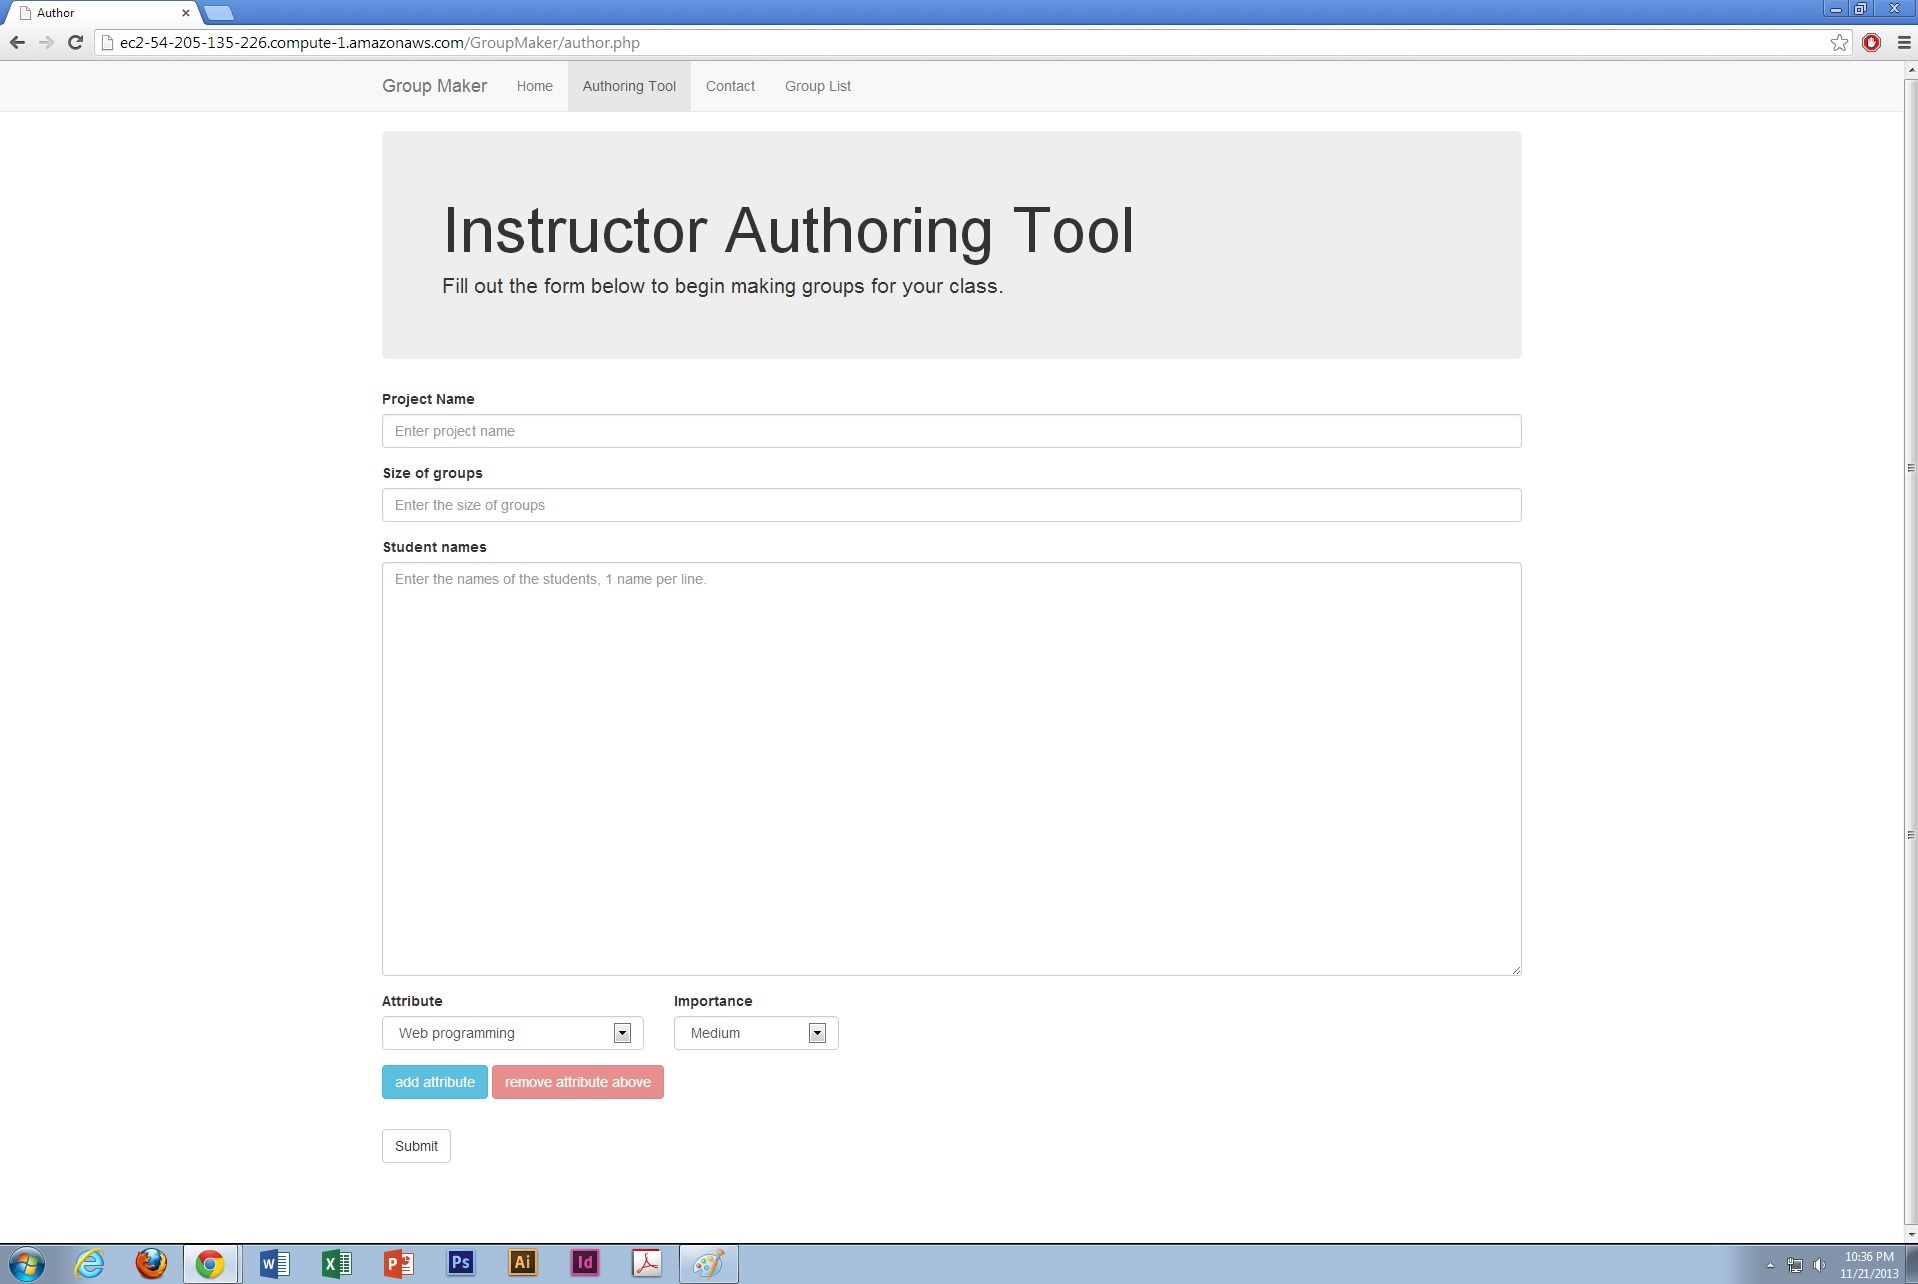 Author
ec2-54-205-135-226.compute-1.amazonaws.com/GroupMaker/author.php
Group Maker Home Authoring Tool Contact Group List
Instructor Authoring Tool
Fill out the form below to begin making groups for your class.
Project Name
Enter project name
Size of groups
Enter the size of groups
Student names
Enter the names of the students, 1 name per line.
Attribute Importance
Web programming Medium
add attribute remove attribute above
Submit
Ps Ai Id
10:36 PM
11/21/2013